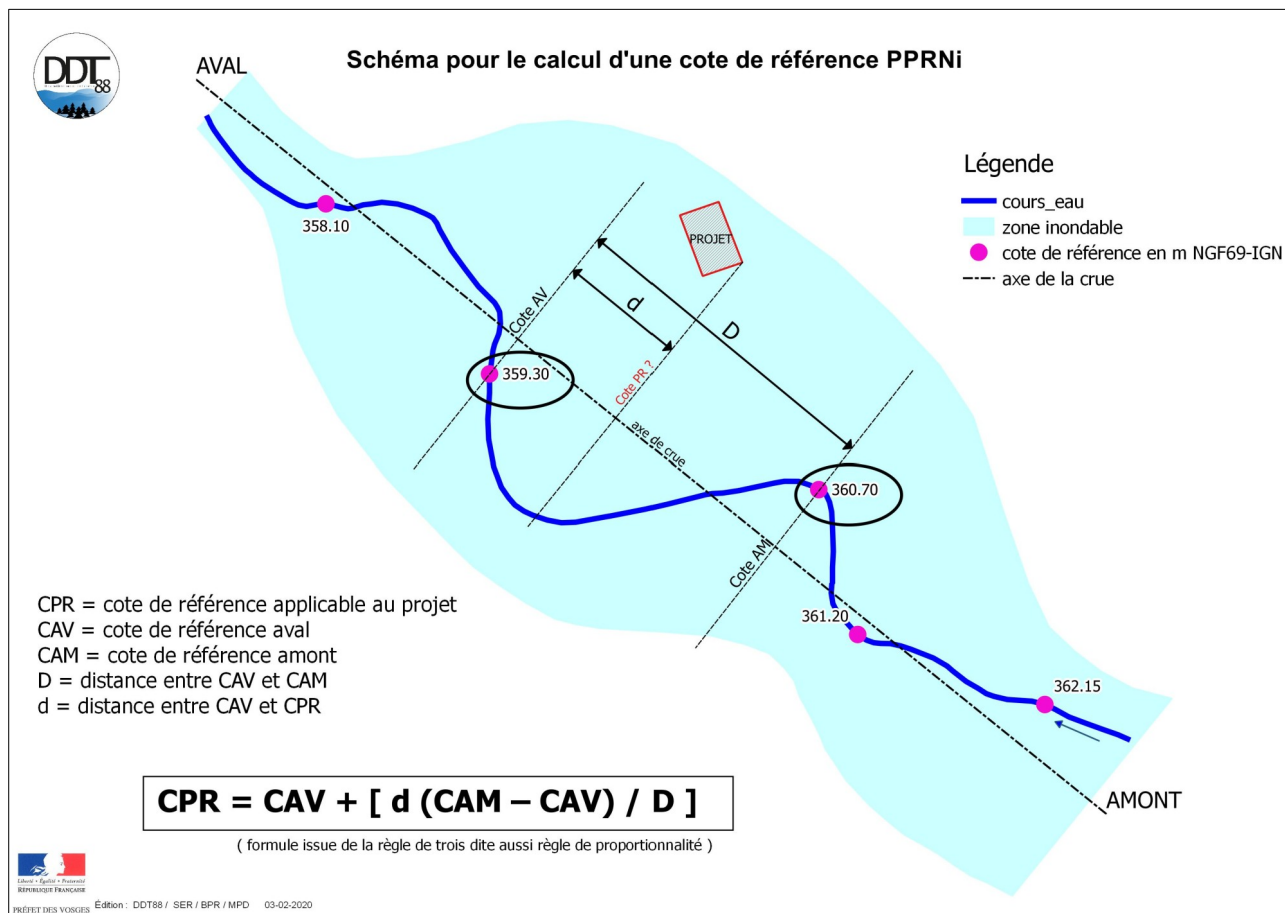 DDT
88
Schéma pour le calcul d'une cote de référence PPRNi
AVAL
Légende
cours_eau
zone inondable
cote de référence en m NGF69-IGN
axe de la crue
PROJET
358.10
Cote AV
d
D
359.30
Cote PR ?
axe de crue
360.70
Cote AM
361.20
362.15
AMONT
CPR = cote de référence applicable au projet
CAV = cote de référence aval
CAM = cote de référence amont
D = distance entre CAV et CAM
d = distance entre CAV et CPR
CPR = CAV + [ d (CAM – CAV) / D ]
( formule issue de la règle de trois dite aussi règle de proportionnalité )
Liberté • Égalité • Fraternité
RÉPUBLIQUE FRANÇAISE
PRÉFET DES VOSGES
Édition : DDT88 / SER / BPR / MPD 03-02-2020